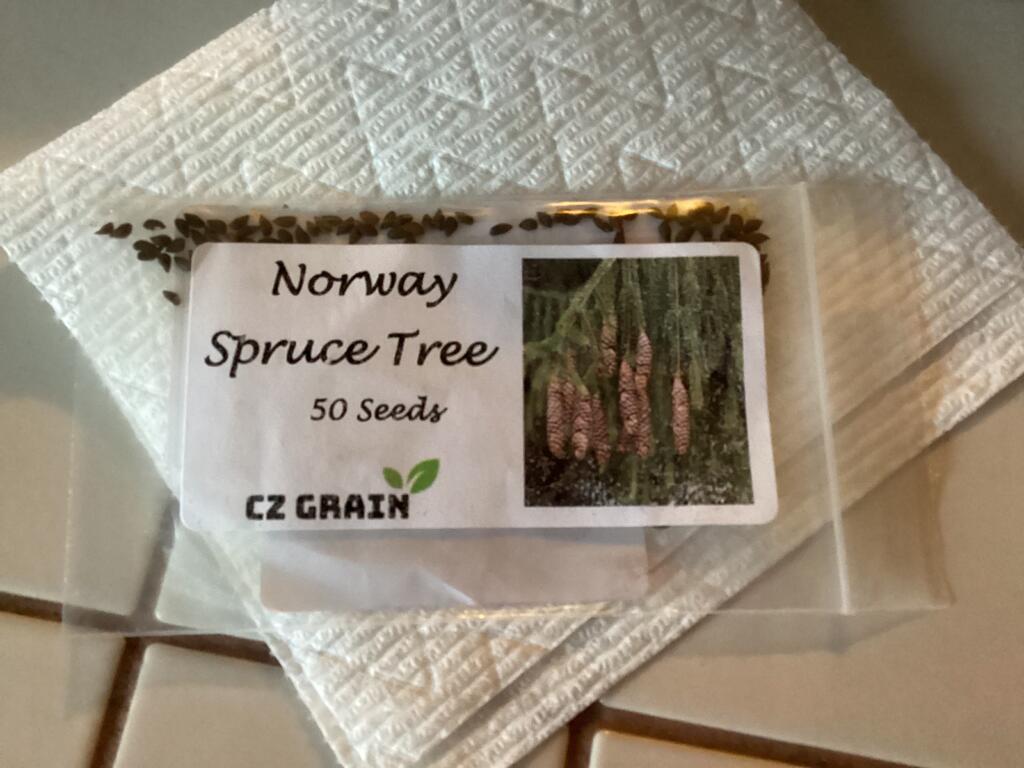 Norway
Spruce Tree
50 Seeds
CZ GRAIN